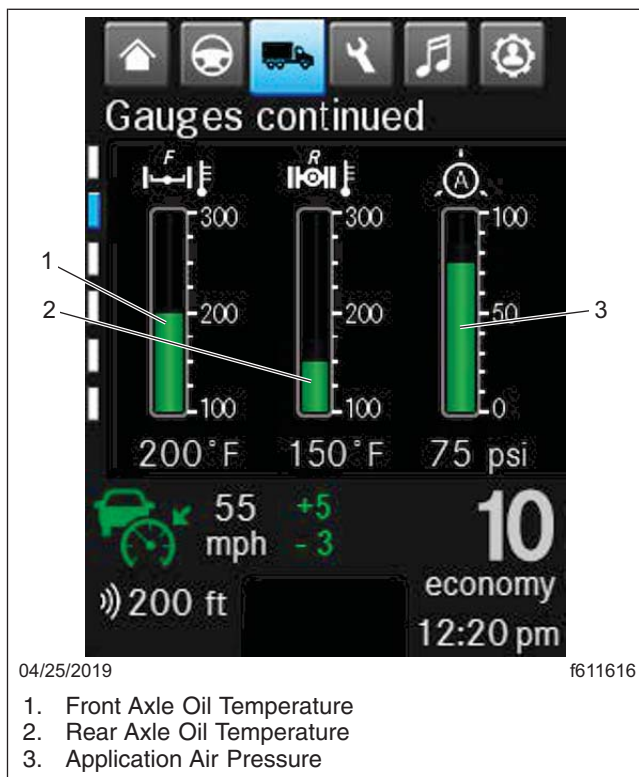 Gauges continued
F
R
A
300
300
100
1
2
200
200
50
3
100
100
0
200°F
150°F
75 psi
55 mph
+5
- 3
10
economy
200 ft
12:20 pm
04/25/2019
f611616
1. Front Axle Oil Temperature
2. Rear Axle Oil Temperature
3. Application Air Pressure